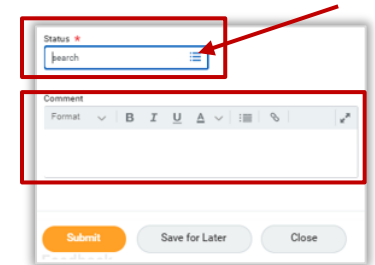 Status *
search
Comment
Format B I U A
Submit Save for Later Close